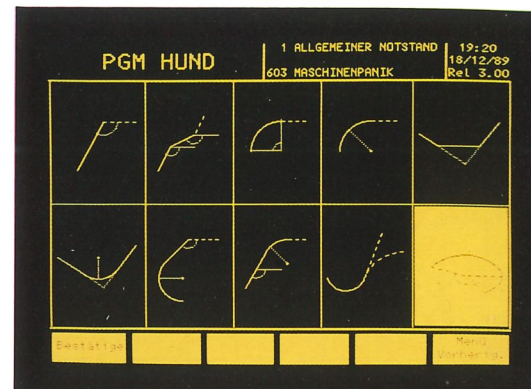 PGM HUND
1 ALLGEMEINER NOTSTAND
603 MASCHINENPANIK
19:20
18/12/89
Rel 3.00
Bestätige
Menü
Vorherig.